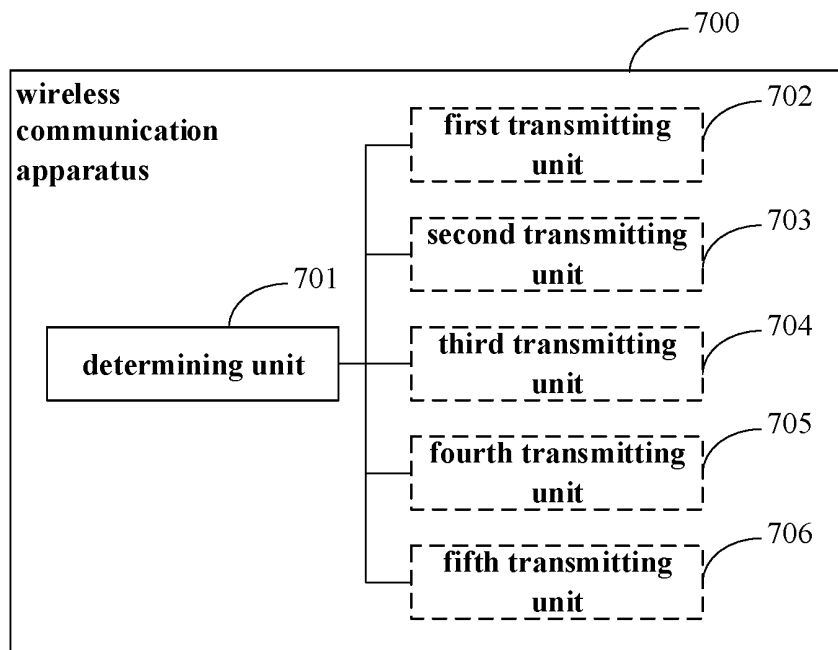 700
wireless
communication
apparatus
702
first transmitting
unit
703
second transmitting
unit
701
determining unit
704
third transmitting
unit
705
fourth transmitting
unit
706
fifth transmitting
unit